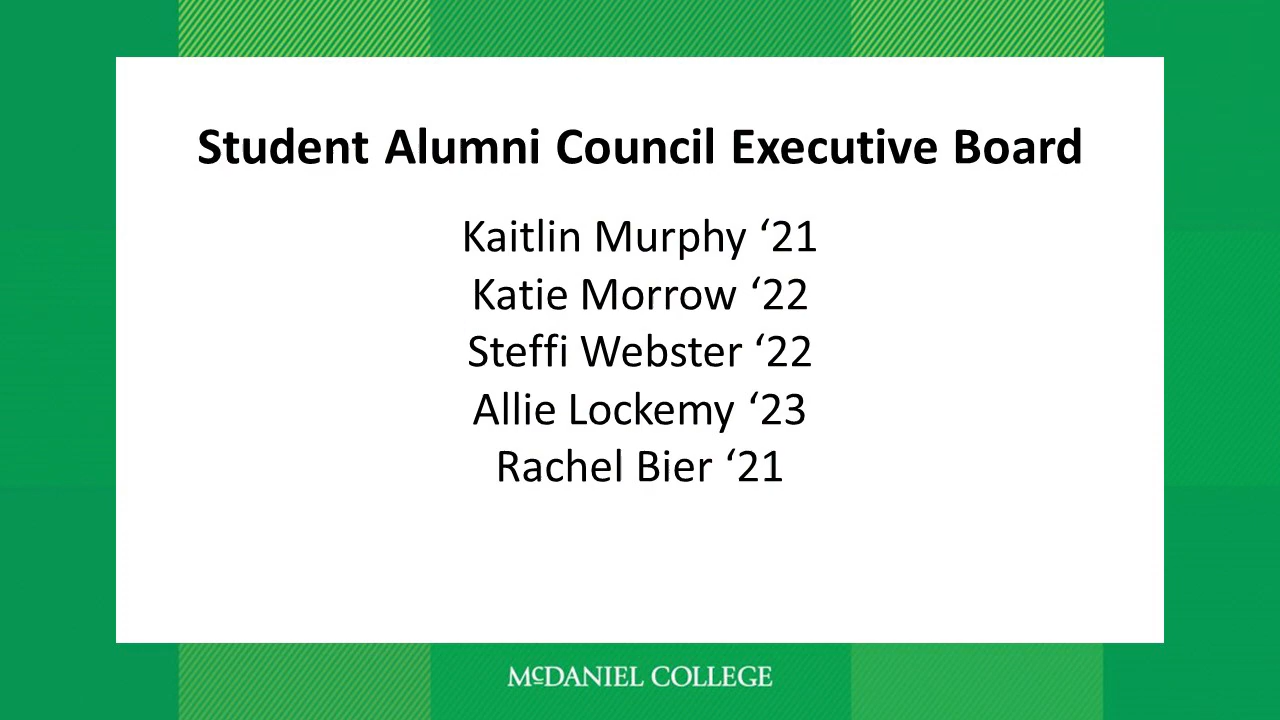 Student Alumni Council Executive Board
Kaitlin Murphy ‘21
Katie Morrow ‘22
Steffi Webster ‘22
Allie Lockemy ‘23
Rachel Bier ‘21
McDANIEL COLLEGE